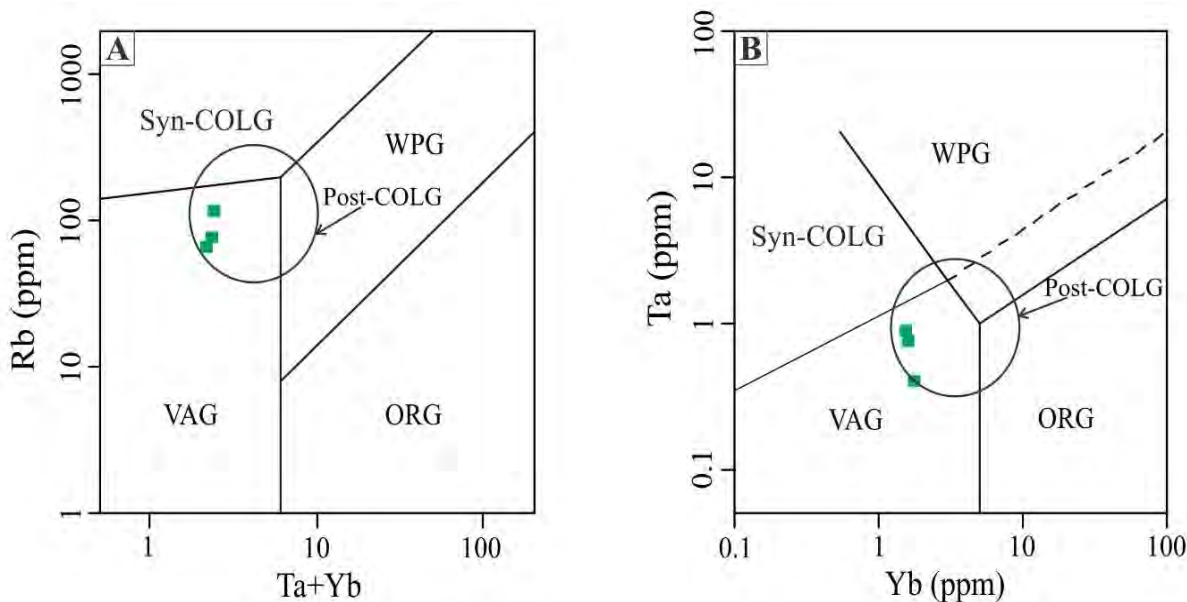 A
1000
100
10
1
Rb (ppm)
Syn-COLG
WPG
Post-COLG
VAG
ORG
1
10
100
Ta+Yb
B
100
10
1
0.1
Ta (ppm)
WPG
Syn-COLG
Post-COLG
VAG
ORG
0.1
1
10
100
Yb (ppm)